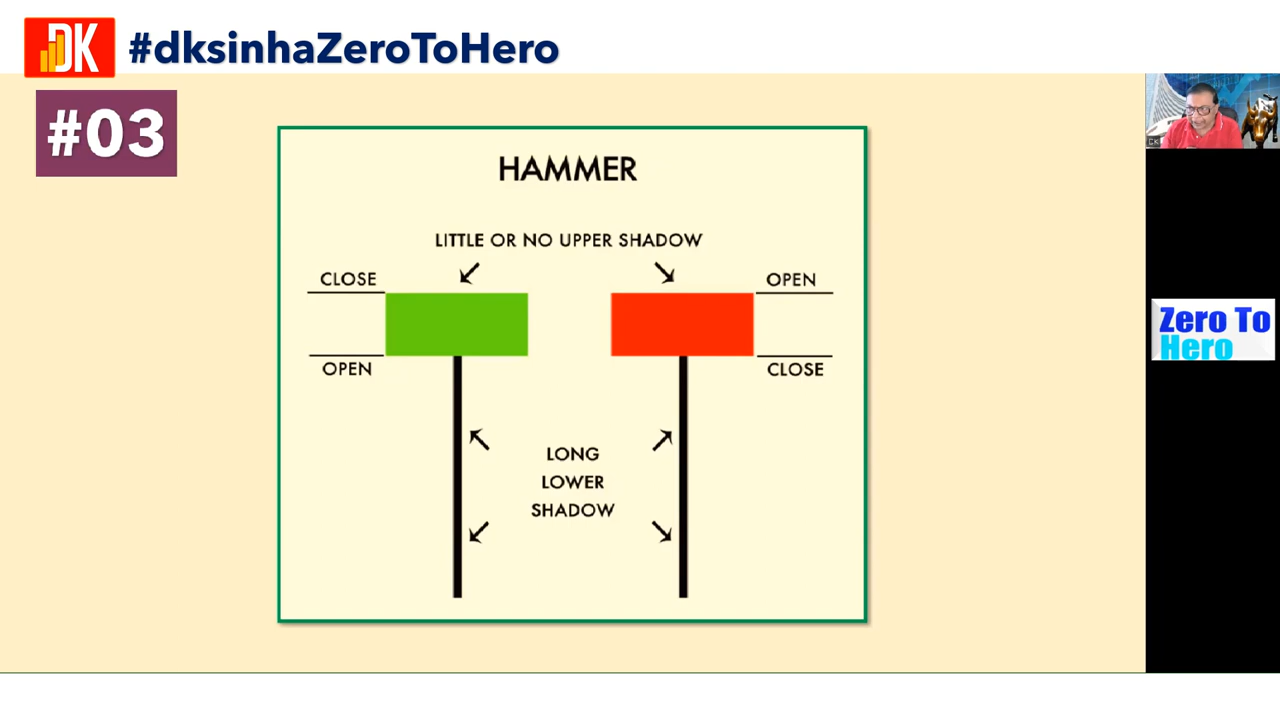 DK
#dksinhaZeroToHero
#03
HAMMER
LITTLE OR NO UPPER SHADOW
CLOSE
OPEN
OPEN
CLOSE
LONG
LOWER
SHADOW
Zero To
Hero